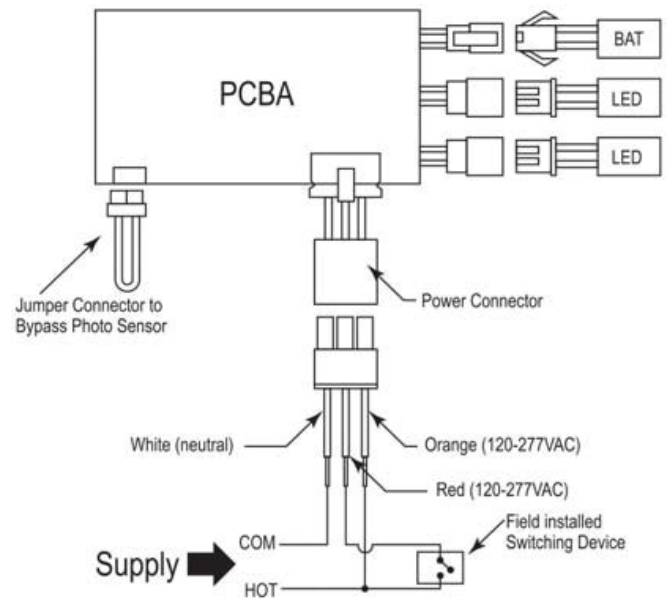 PCBA
BAT
LED
LED
Jumper Connector to
Bypass Photo Sensor
Power Connector
White (neutral)
Orange (120-277VAC)
Red (120-277VAC)
Field installed
Switching Device
COM
Supply
HOT